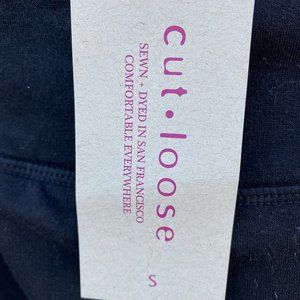 cut•loose
SEWN + DYED IN SAN FRANCISCO
COMFORTABLE EVERYWHERE
S